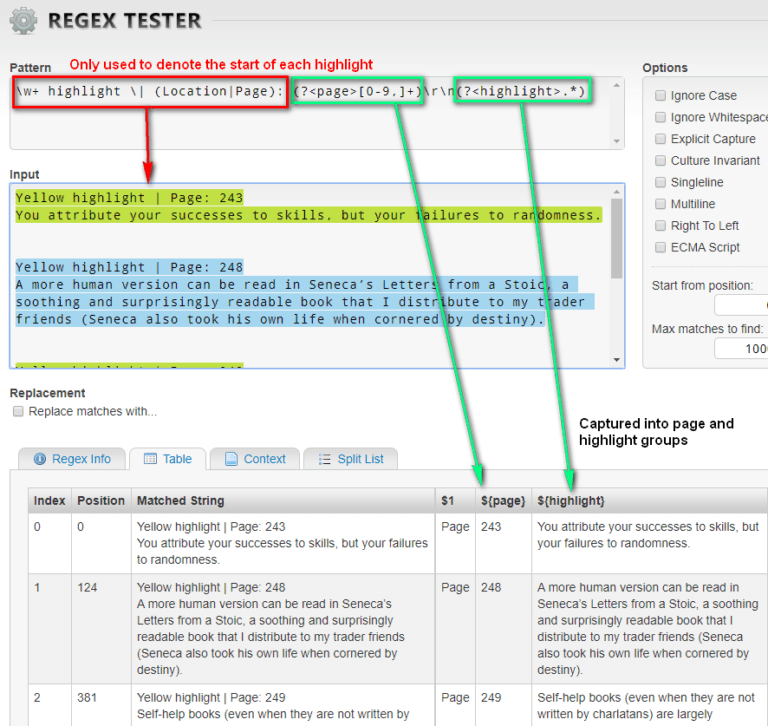 REGEX TESTER
Only used to denote the start of each highlight
Pattern
\w+ highlight \| (Location|Page): (?<page>[0-9,]+)\r\n(?<highlight>.*)
Options
Ignore Case
Ignore Whitespace
Explicit Capture
Culture Invariant
Singleline
Multiline
Right To Left
ECMA Script
Start from position:
Max matches to find:
1000
Input
Yellow highlight | Page: 243
You attribute your successes to skills, but your failures to randomness.
Yellow highlight | Page: 248
A more human version can be read in Seneca’s Letters from a Stoic, a
soothing and surprisingly readable book that I distribute to my trader
friends (Seneca also took his own life when cornered by destiny).
Replacement
Replace matches with...
Captured into page and
highlight groups
Regex Info
Table
Context
Split List
Index Position Matched String $1 ${page} ${highlight}
0 0 Yellow highlight | Page: 243 Page 243 You attribute your successes to skills, but
You attribute your successes to skills, but your failures your failures to randomness.
to randomness.
1 124 Yellow highlight | Page: 248 Page 248 A more human version can be read in
A more human version can be read in Seneca’s Seneca’s Letters from a Stoic, a soothing
Letters from a Stoic, a soothing and surprisingly and surprisingly readable book that I
readable book that I distribute to my trader friends distribute to my trader friends (Seneca
(Seneca also took his own life when cornered by also took his own life when cornered by
destiny). destiny).
2 381 Yellow highlight | Page: 249 Page 249 Self-help books (even when they are not
Self-help books (even when they are not written by written by charlatans) are largely